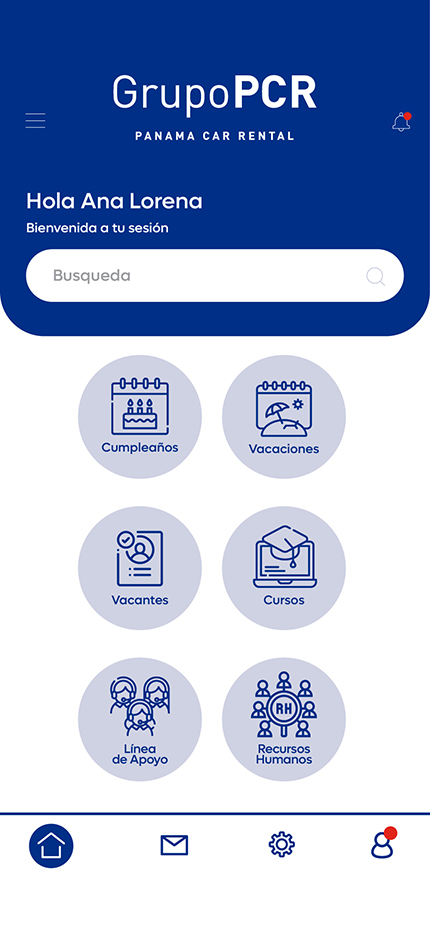 GrupoPCR
PANAMA CAR RENTAL
Hola Ana Lorena
Bienvenida a tu sesión
Busqueda
Cumpleaños
Vacaciones
Vacantes
Cursos
Línea
de Apoyo
RH
Recursos
Humanos